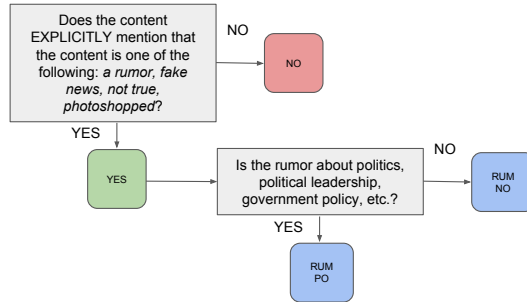 Does the content
EXPLICITLY mention that
the content is one of the
following: a rumor, fake
news, not true,
photoshopped?
NO
NO
YES
YES
Is the rumor about politics,
political leadership,
government policy, etc.?
NO
RUM
NO
YES
RUM
PO